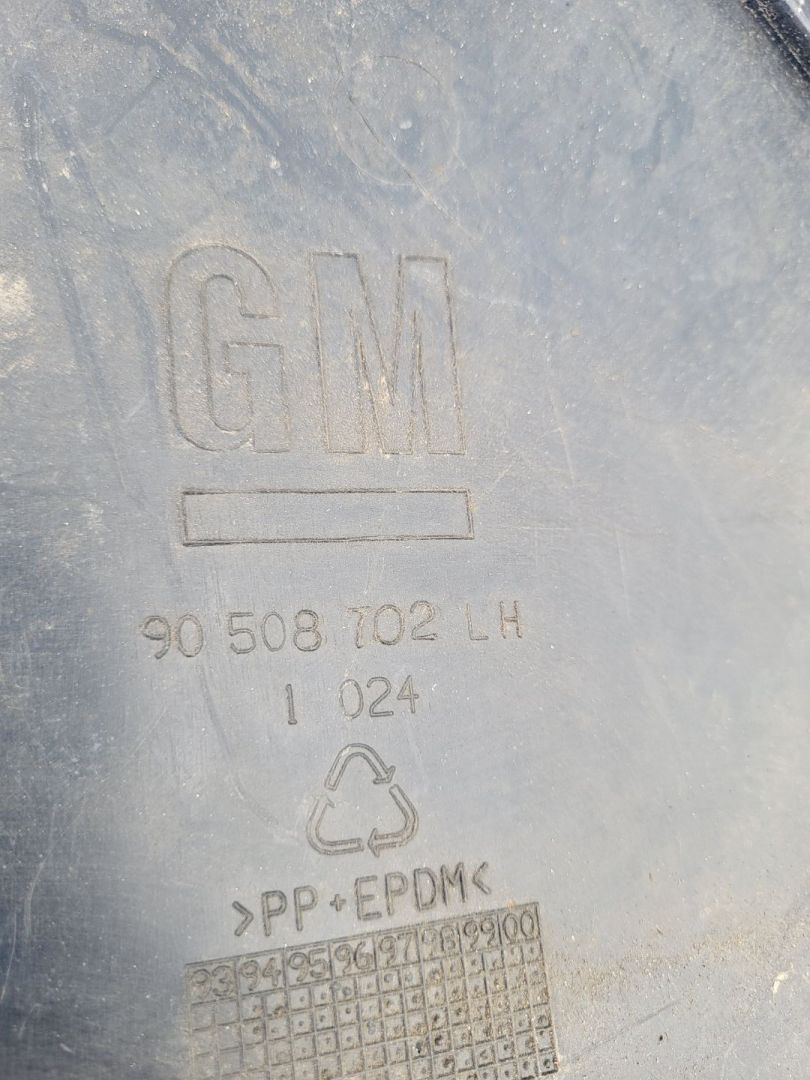 GM
90 508 702 LH
1 024
>PP+EPDM<
93 94 95 96 97 98 99 00